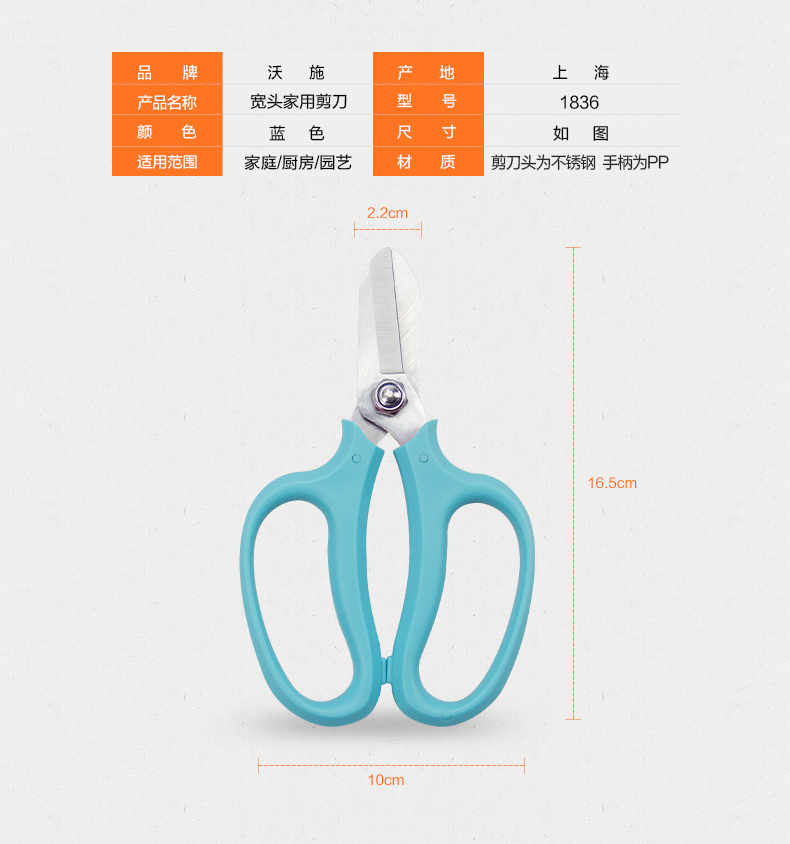 品 牌 沃 施 产 地 上 海
产品名称 宽头家用剪刀 型 号 1836
颜 色 蓝 色 尺 寸 如 图
适用范围 家庭/厨房/园艺 材 质 剪刀头为不锈钢 手柄为PP
2.2cm
16.5cm
10cm